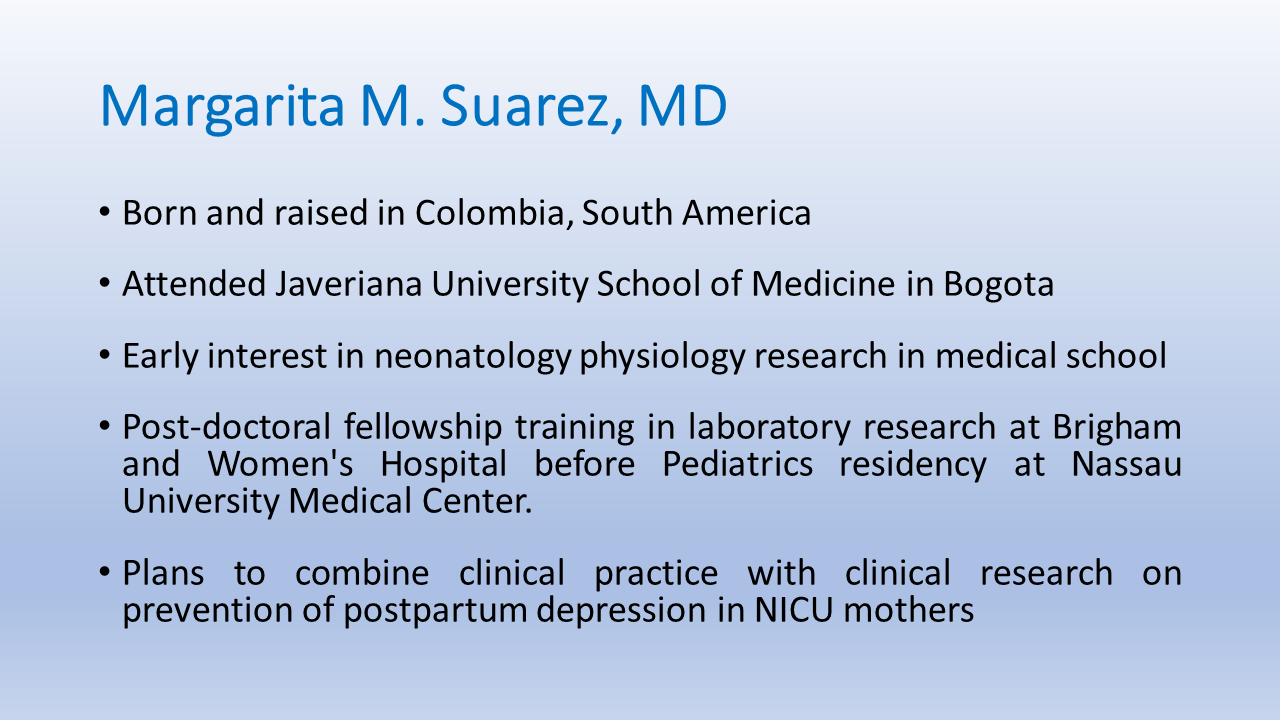 Margarita M. Suarez, MD
• Born and raised in Colombia, South America
• Attended Javeriana University School of Medicine in Bogota
• Early interest in neonatology physiology research in medical school
• Post-doctoral fellowship training in laboratory research at Brigham
and Women's Hospital before Pediatrics residency at Nassau
University Medical Center.
• Plans to combine clinical practice with clinical research on
prevention of postpartum depression in NICU mothers